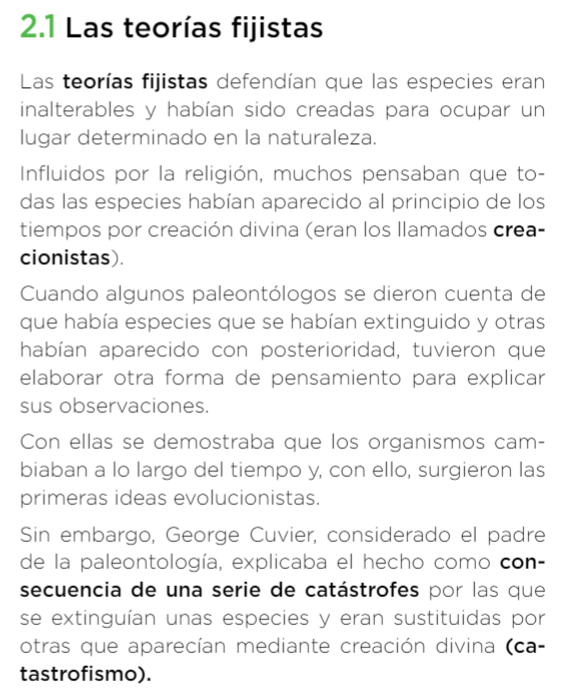 2.1 Las teorías fijistas
Las teorías fijistas defendían que las especies eran
inalterables y habían sido creadas para ocupar un
lugar determinado en la naturaleza.
Influidos por la religión, muchos pensaban que to-
das las especies habían aparecido al principio de los
tiempos por creación divina (eran los llamados crea-
cionistas).
Cuando algunos paleontólogos se dieron cuenta de
que había especies que se habían extinguido y otras
habían aparecido con posterioridad, tuvieron que
elaborar otra forma de pensamiento para explicar
sus observaciones.
Con ellas se demostraba que los organismos cam-
biaban a lo largo del tiempo y, con ello, surgieron las
primeras ideas evolucionistas.
Sin embargo, George Cuvier, considerado el padre
de la paleontología, explicaba el hecho como con-
secuencia de una serie de catástrofes por las que
se extinguían unas especies y eran sustituidas por
otras que aparecían mediante creación divina (ca-
tastrofismo).